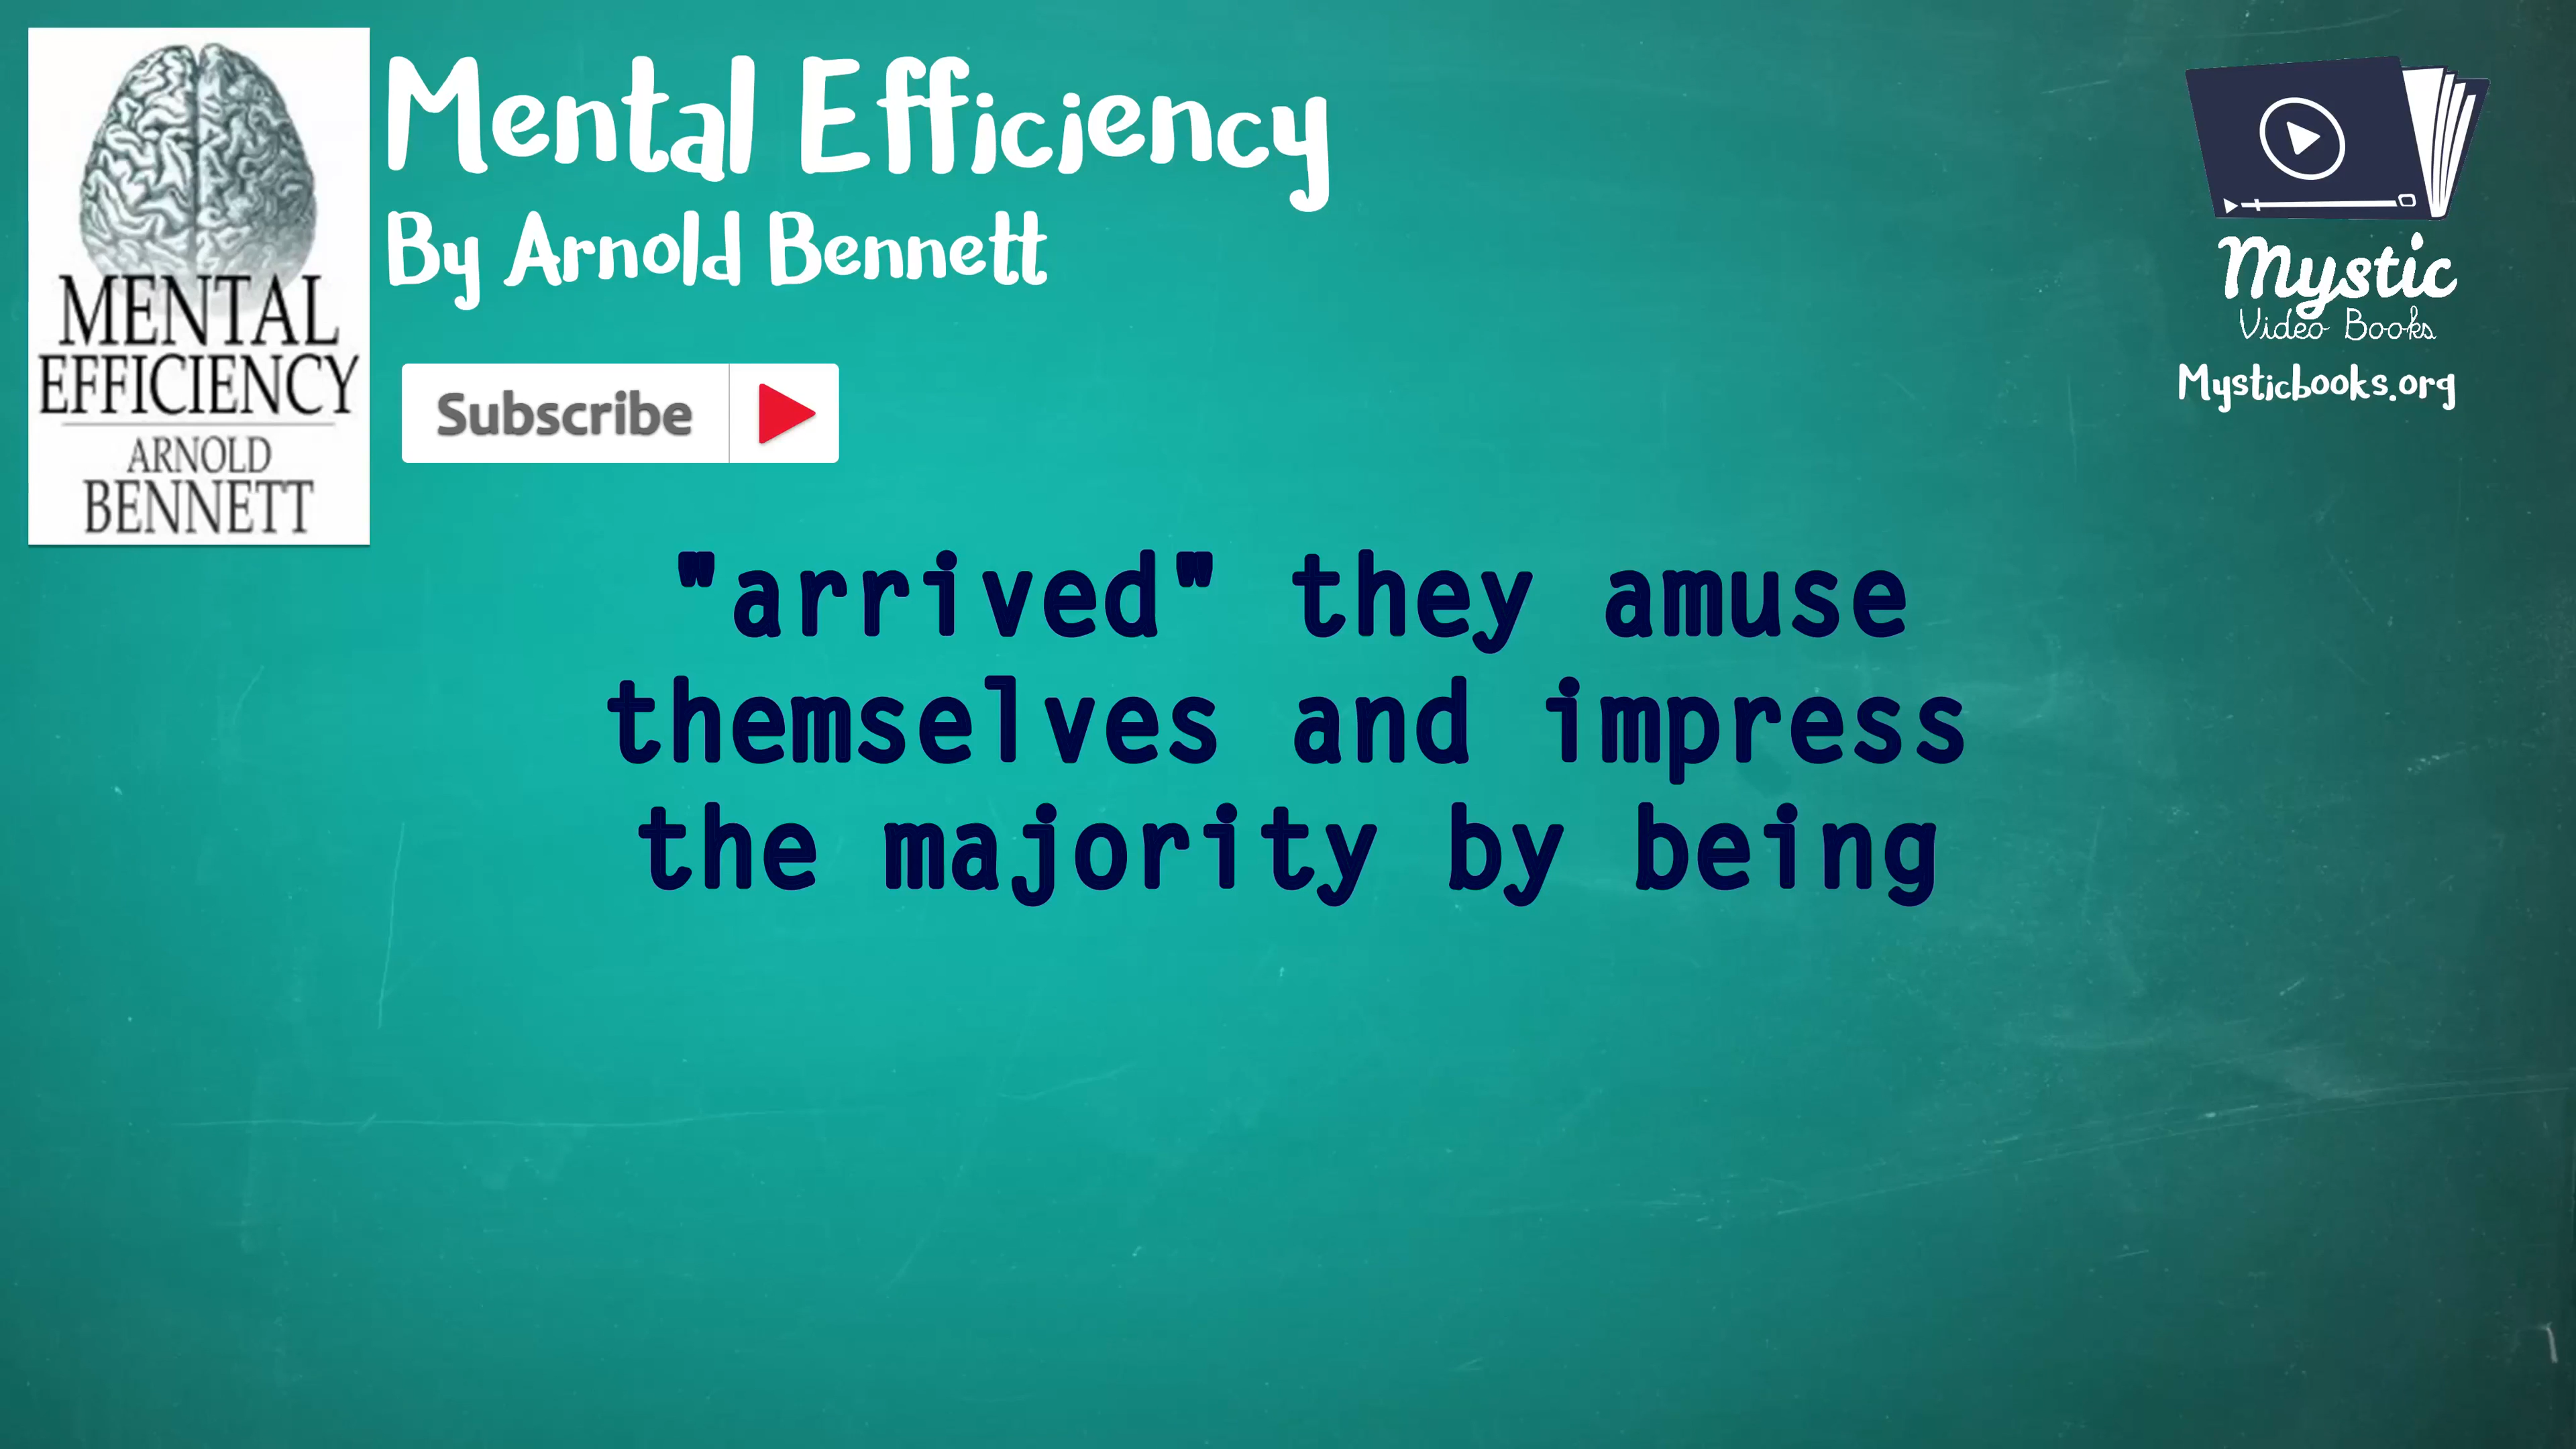 MENTAL
EFFICIENCY
ARNOLD
BENNETT
Mental Efficiency
By Arnold Bennett
Subscribe
Mystic
Video Books
Mysticbooks.org
"arrived" they amuse
themselves and impress
the majority by being